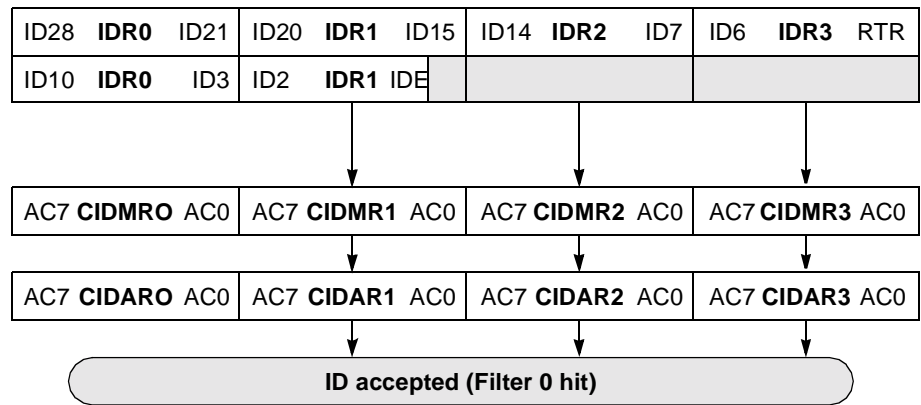 ID28 IDR0 ID21 ID20 IDR1 ID15 ID14 IDR2 ID7 ID6 IDR3 RTR
ID10 IDR0 ID3 ID2 IDR1 IDE
AC7 CIDMRO AC0 AC7 CIDMR1 AC0 AC7 CIDMR2 AC0 AC7 CIDMR3 AC0
AC7 CIDARO AC0 AC7 CIDAR1 AC0 AC7 CIDAR2 AC0 AC7 CIDAR3 AC0
ID accepted (Filter 0 hit)